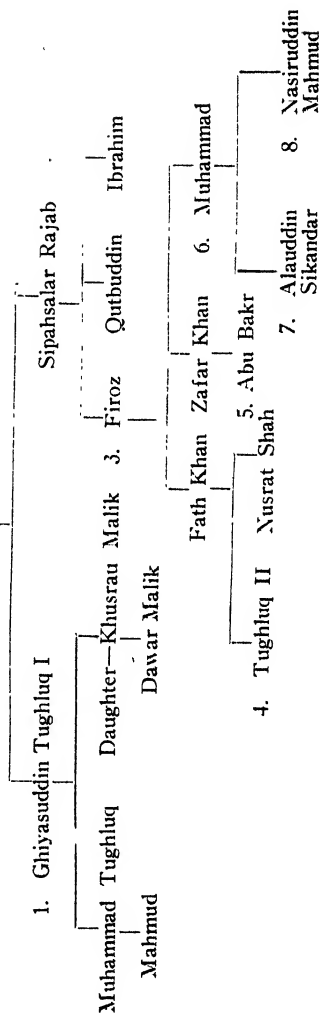 1. Ghiyasuddin Tughluq I
Sipahsalar Rajab
Muhammad Tughluq
Daughter—Khusrau Malik
3. Firoz
Qutbuddin
Ibrahim
Mahmud
Dawar Malik
Fath Khan
Zafar Khan
6. Muhammad
4. Tughluq II
Nusrat Shah
5. Abu Bakr
7. Alauddin
Sikandar
8. Nasiruddin
Mahmud